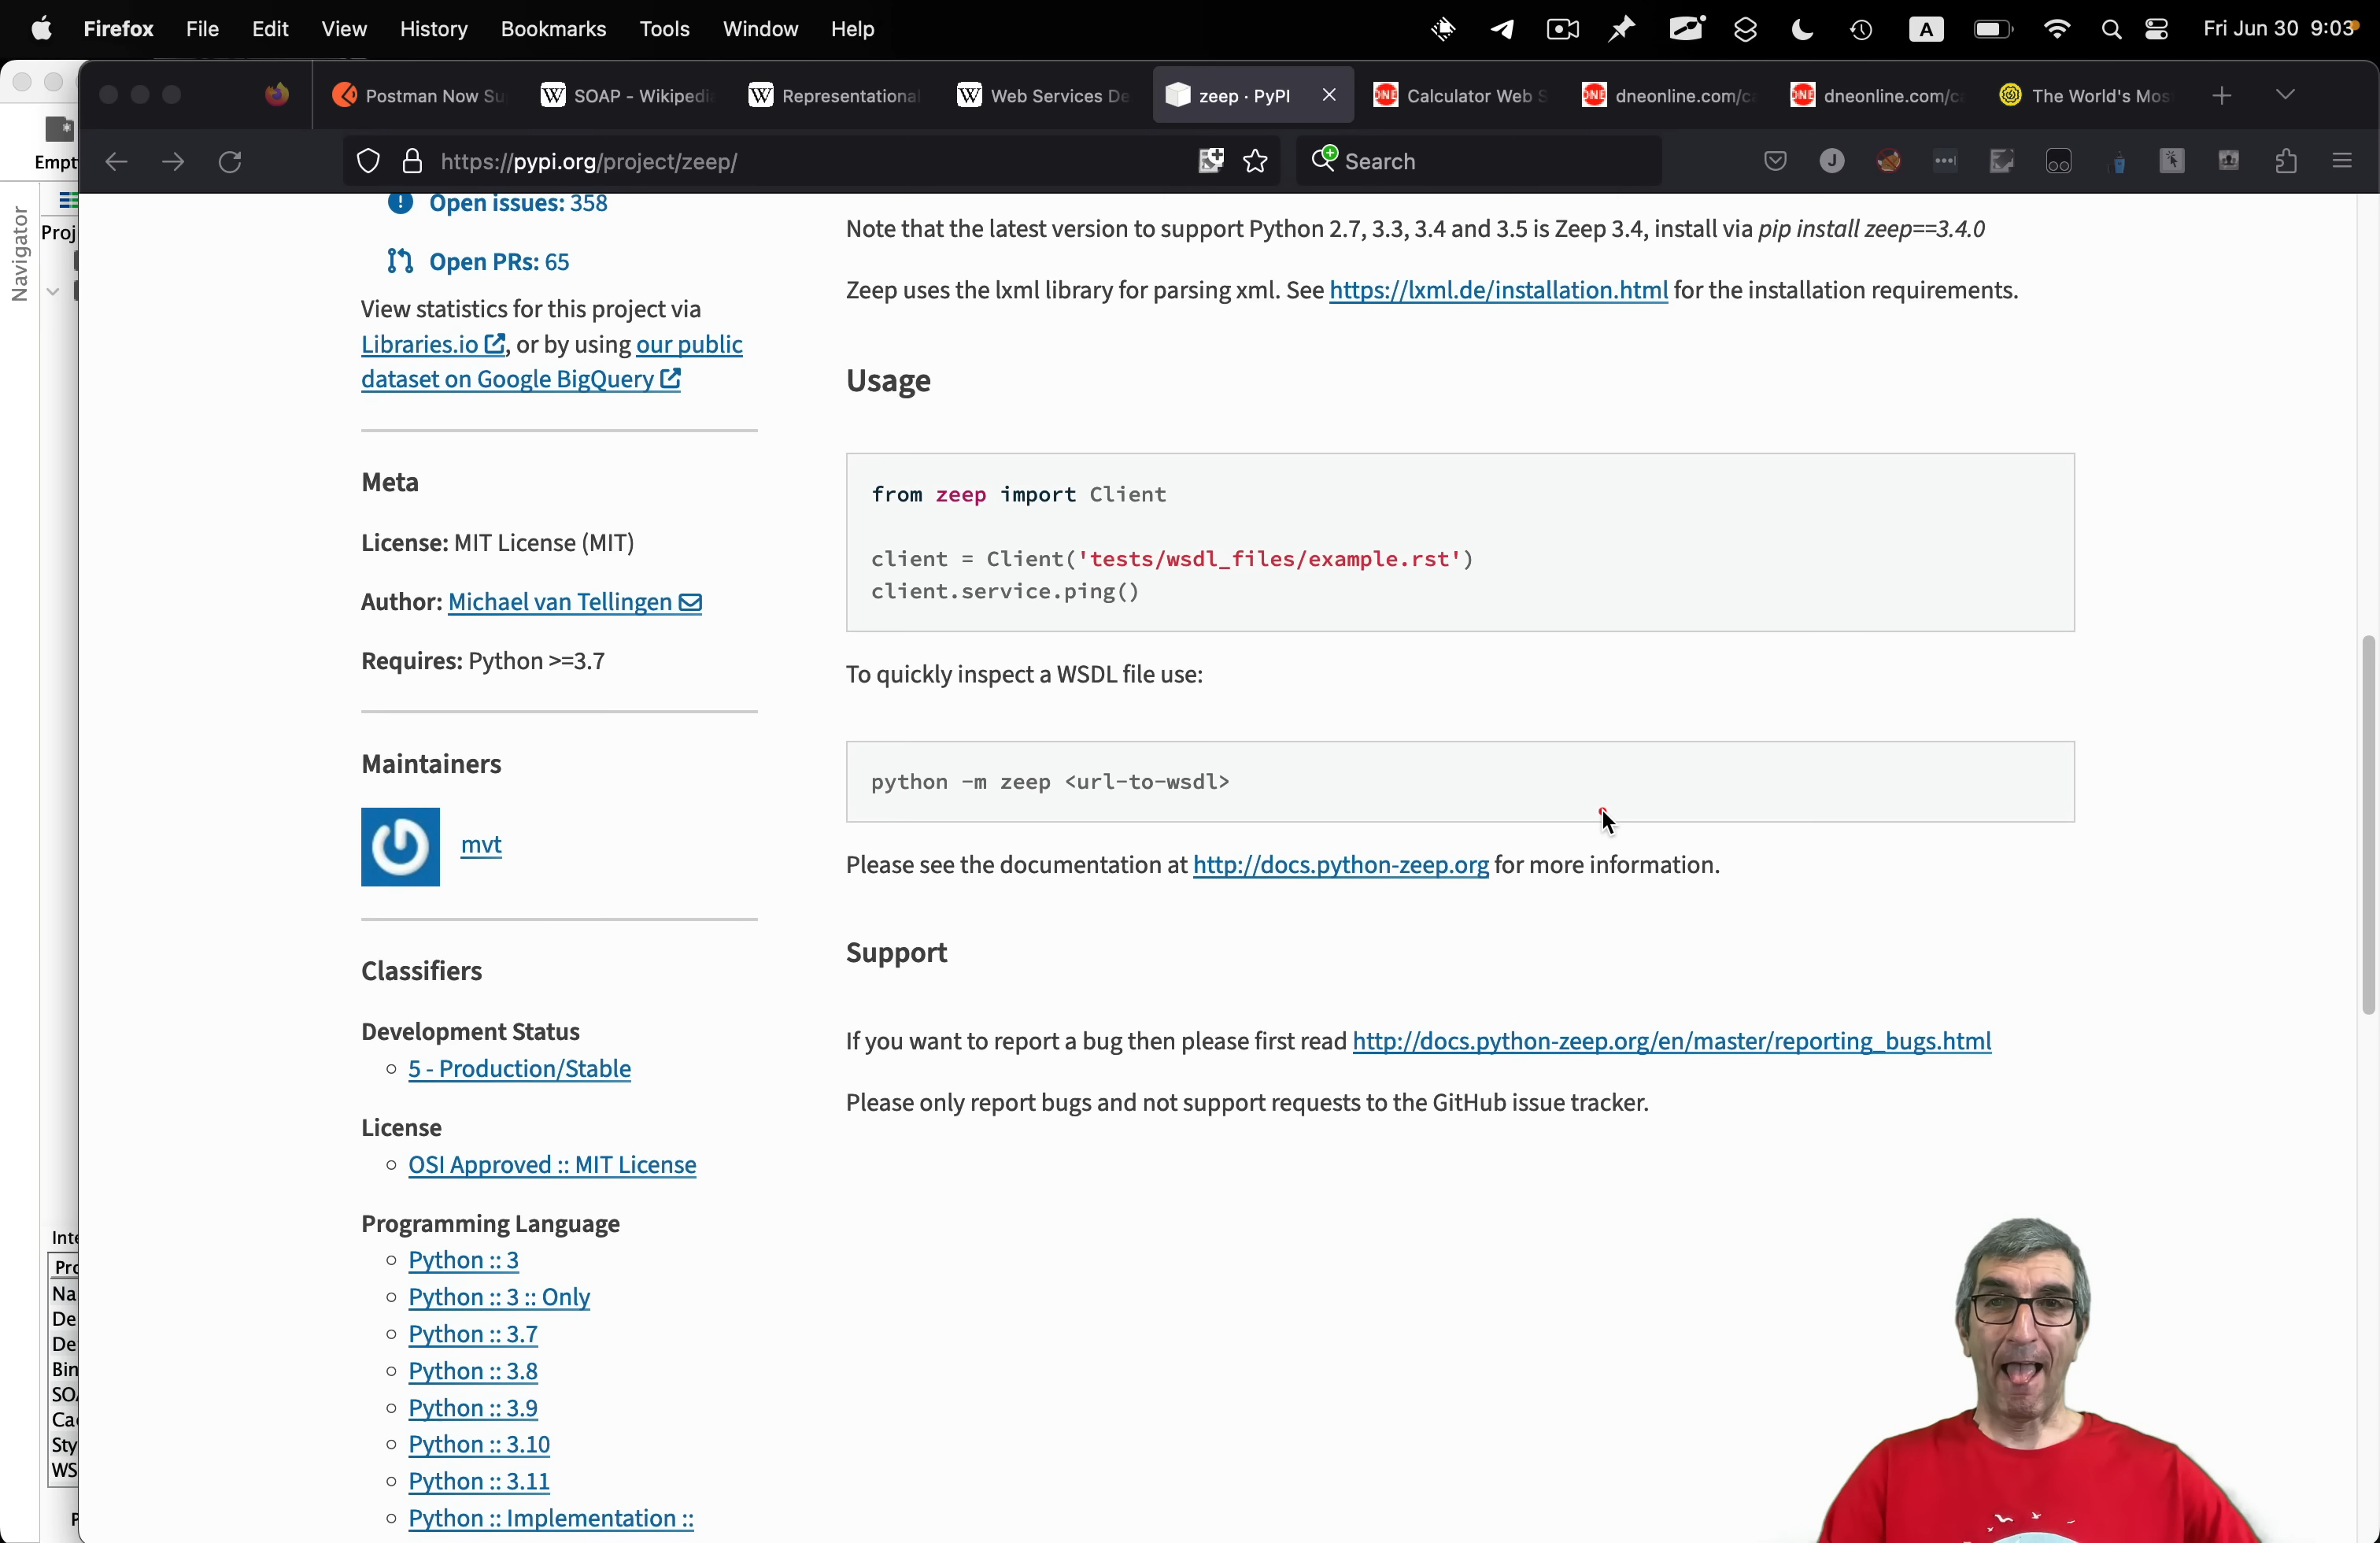 Firefox File Edit View History Bookmarks Tools Window Help A Fri Jun 30 9:03
Postman Now Su
SOAP - Wikipedi
Representational
Web Services De
zeep · PyPI
Calculator Web S
dneonline.com/c
dneonline.com/c
The World's Mos
https://pypi.org/project/zeep/
Search
Navigator
Open issues: 358
Open PRs: 65
View statistics for this project via
Libraries.io, or by using our public
dataset on Google BigQuery
Meta
License: MIT License (MIT)
Author: Michael van Tellingen
Requires: Python >=3.7
Maintainers
mvt
Classifiers
Development Status
5 - Production/Stable
License
OSI Approved :: MIT License
Programming Language
Python :: 3
Python :: 3 :: Only
Python :: 3.7
Python :: 3.8
Python :: 3.9
Python :: 3.10
Python :: 3.11
Python :: Implementation ::
Note that the latest version to support Python 2.7, 3.3, 3.4 and 3.5 is Zeep 3.4, install via pip install zeep==3.4.0
Zeep uses the lxml library for parsing xml. See https://lxml.de/installation.html for the installation requirements.
Usage
from zeep import Client
client = Client('tests/wsdl_files/example.rst')
client.service.ping()
To quickly inspect a WSDL file use:
python -m zeep <url-to-wsdl>
Please see the documentation at http://docs.python-zeep.org for more information.
Support
If you want to report a bug then please first read http://docs.python-zeep.org/en/master/reporting_bugs.html
Please only report bugs and not support requests to the GitHub issue tracker.